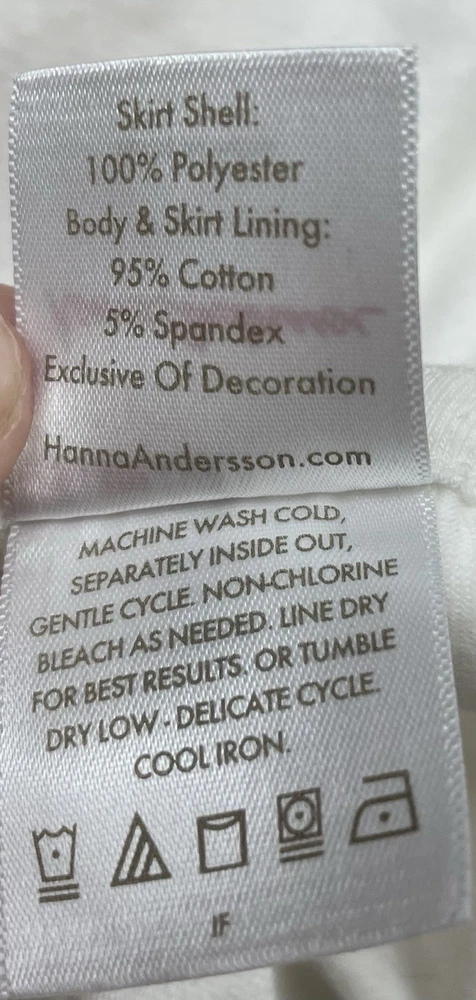 Skirt Shell:
100% Polyester
Body & Skirt Lining:
95% Cotton
5% Spandex
Exclusive Of Decoration
HannaAndersson.com
MACHINE WASH COLD,
SEPARATELY INSIDE OUT,
GENTLE CYCLE. NON-CHLORINE
BLEACH AS NEEDED. LINE DRY
FOR BEST RESULTS. OR TUMBLE
DRY LOW - DELICATE CYCLE.
COOL IRON.
IF